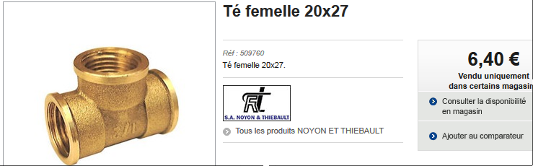 Té femelle 20x27
Réf : 509760
Té femelle 20x27.
S.A. NOYON & THIEBAULT
Tous les produits NOYON ET THIEBAULT
6,40 €
Vendu uniquement
dans certains magasin
Consulter la disponibilité
en magasin
Ajouter au comparateur